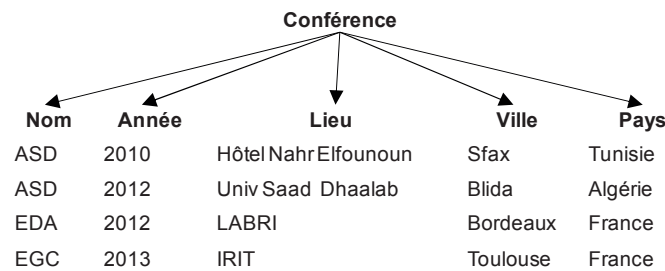 Conférence
Nom Année Lieu Ville Pays
ASD 2010 Hôtel Nahr Elfounoun Sfax Tunisie
ASD 2012 Univ Saad Dhaalab Blida Algérie
EDA 2012 LABRI Bordeaux France
EGC 2013 IRIT Toulouse France